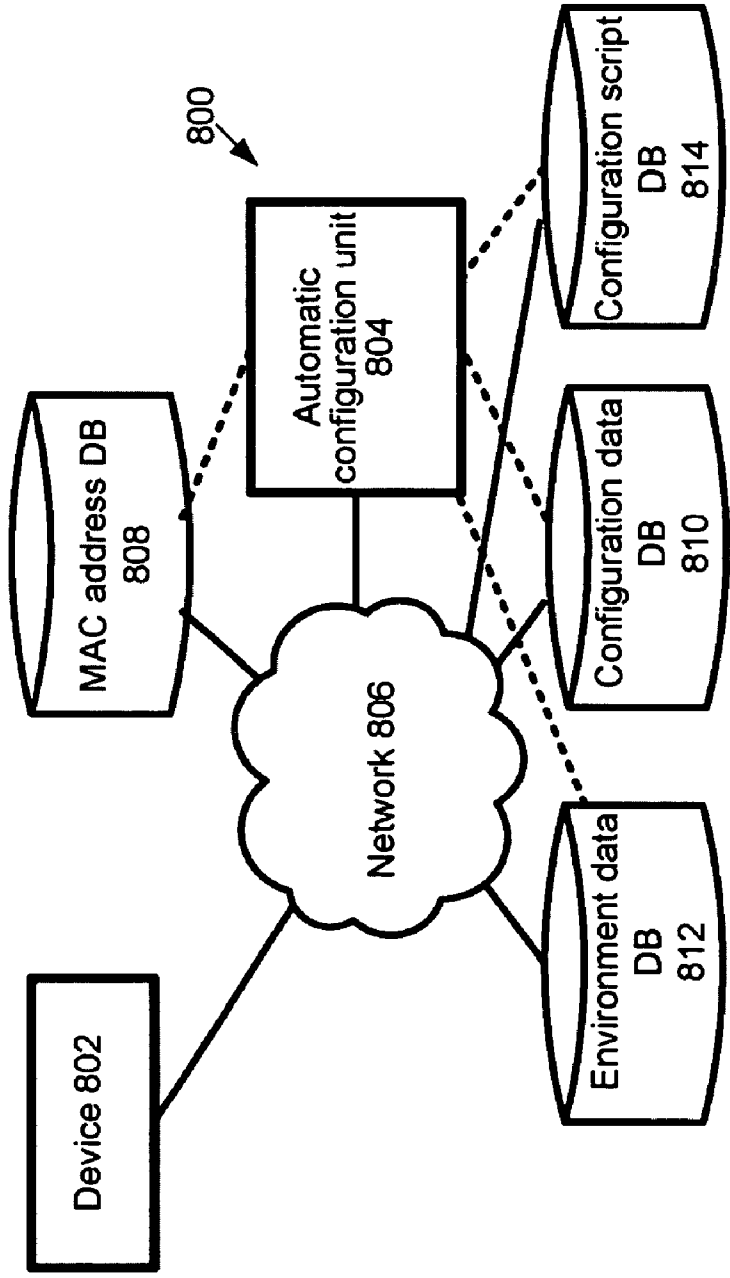 800
Device 802
MAC address DB
808
Automatic
configuration unit
804
Network 806
Environment data
DB
812
Configuration data
DB
810
Configuration script
DB
814